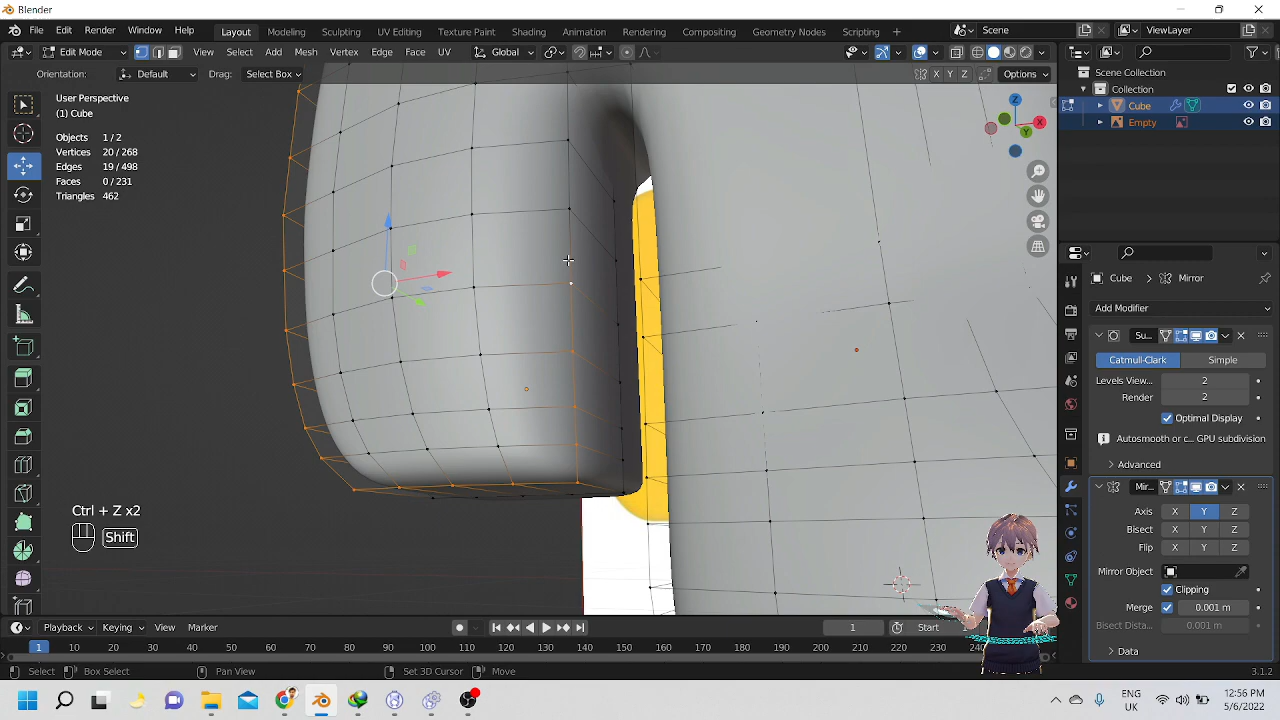 Blender
File Edit Render Window Help
Layout Modeling Sculpting UV Editing Texture Paint Shading Animation Rendering Compositing Geometry Nodes Scripting +
Scene
ViewLayer
Edit Mode View Select Add Mesh Vertex Edge Face UV Global
Orientation: Default Drag: Select Box
X Y Z Options
User Perspective
(1) Cube
Objects 1 / 2
Vertices 20 / 268
Edges 19 / 498
Faces 0 / 231
Triangles 462
Z
X
Y
Scene Collection
Collection
Cube
Empty
Cube > Mirror
Add Modifier
Su...
Catmull-Clark Simple
Levels View... 2
Render 2
Optimal Display
Autosmooth or c... GPU subdivision
Advanced
Mir...
Axis X Y Z
Bisect X Y Z
Flip X Y Z
Mirror Object
Clipping
Merge 0.001 m
Bisect Dista... 0.001 m
Data
Ctrl + Z x2
Shift
Playback Keying View Marker
1 Start
1 10 20 30 40 50 60 70 80 90 100 110 120 130 140 150 160 170 180 190 200 210 220 230 240
Select Box Select Pan View Set 3D Cursor Move 3.1.2
ENG
UK
12:56 PM
5/6/2022